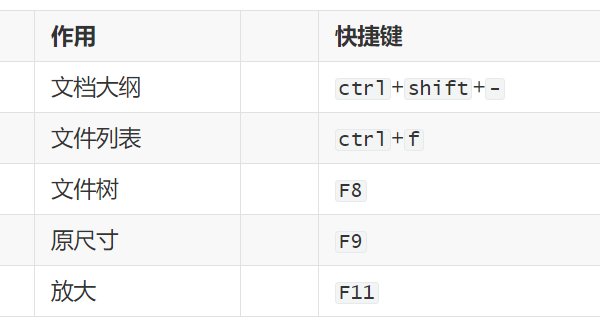 作用 快捷键
文档大纲 ctrl+shift+-
文件列表 ctrl+f
文件树 F8
原尺寸 F9
放大 F11